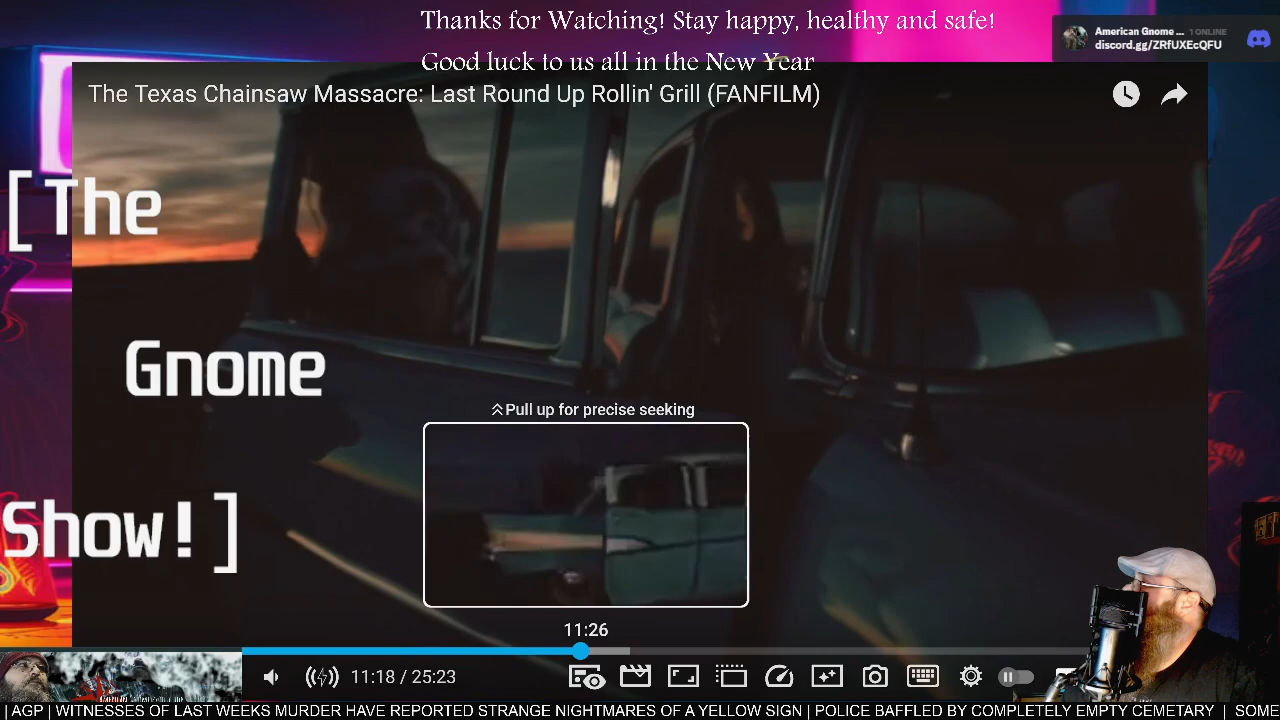 Thanks for Watching! Stay happy, healthy and safe!
Good luck to us all in the New Year
American Gnome ... 1 ONLINE
discord.gg/ZRfUXEcQFU
The Texas Chainsaw Massacre: Last Round Up Rollin' Grill (FANFILM)
[The
Gnome
Show!]
Pull up for precise seeking
11:26
11:18 / 25:23
| AGP | WITNESSES OF LAST WEEKS MURDER HAVE REPORTED STRANGE NIGHTMARES OF A YELLOW SIGN | POLICE BAFFLED BY COMPLETELY EMPTY CEMETARY | SOME